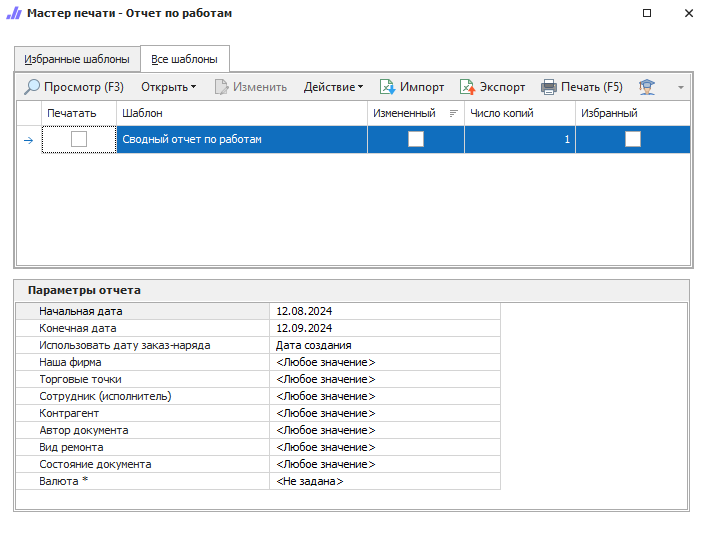 Мастер печати - Отчет по работам
Избранные шаблоны Все шаблоны
Просмотр (F3) Открыть Изменить Действие Импорт Экспорт Печать (F5)
Печатать Шаблон Измененный Число копий Избранный
Сводный отчет по работам 1
Параметры отчета
Начальная дата 12.08.2024
Конечная дата 12.09.2024
Использовать дату заказ-наряда Дата создания
Наша фирма <Любое значение>
Торговые точки <Любое значение>
Сотрудник (исполнитель) <Любое значение>
Контрагент <Любое значение>
Автор документа <Любое значение>
Вид ремонта <Любое значение>
Состояние документа <Любое значение>
Валюта * <Не задана>